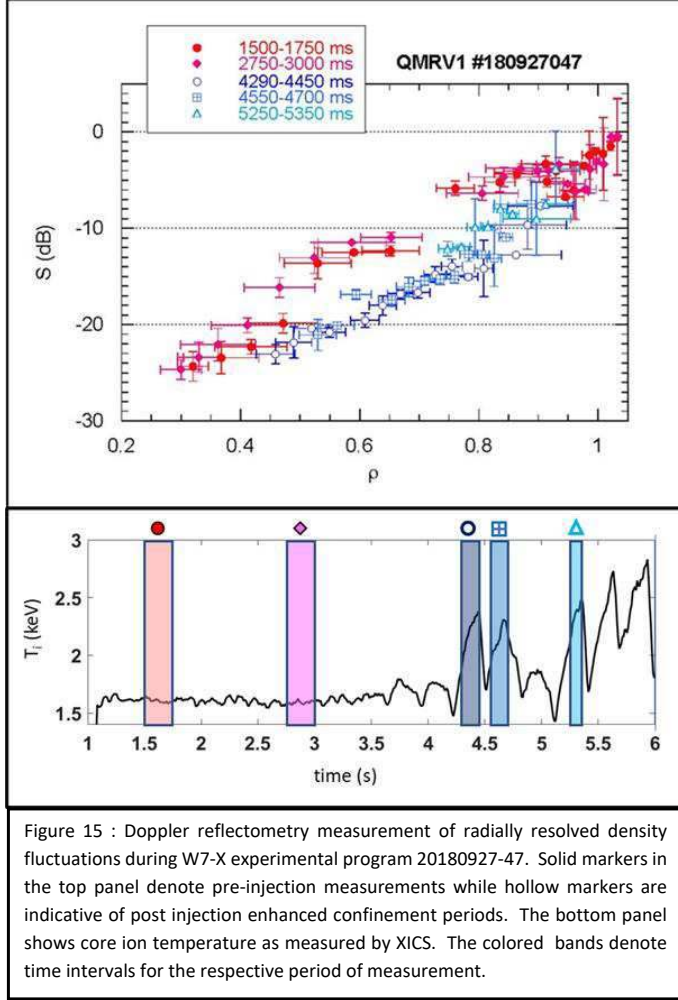 1500-1750 ms
2750-3000 ms
4290-4450 ms
4550-4700 ms
5250-5350 ms
QMRV1 #180927047
0
-10
-20
-30
S (dB)
0.2 0.4 0.6 0.8 1
ρ
3
2.5
2
1.5
T_i (keV)
1 1.5 2 2.5 3 3.5 4 4.5 5 5.5 6
time (s)
Figure 15 : Doppler reflectometry measurement of radially resolved density
fluctuations during W7-X experimental program 20180927-47. Solid markers in
the top panel denote pre-injection measurements while hollow markers are
indicative of post injection enhanced confinement periods. The bottom panel
shows core ion temperature as measured by XICS. The colored bands denote
time intervals for the respective period of measurement.